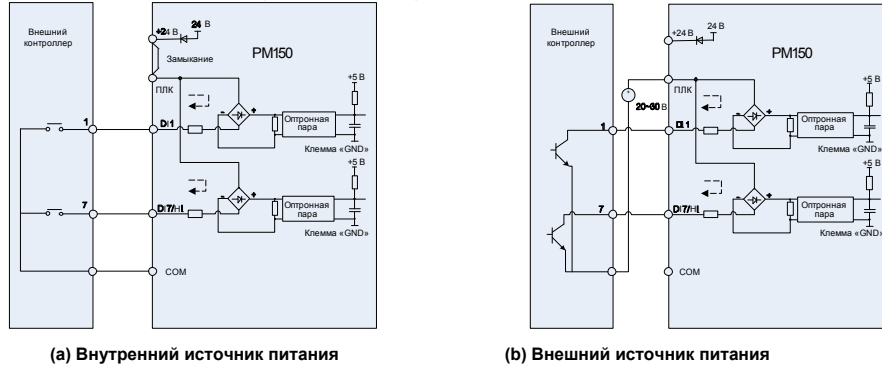 Внешний
контроллер
+24 В
24 В
Замыкание
PM150
ПЛК
+5 В
1
DI1
Оптронная
пара
Клемма «GND»
+5 В
7
DI7/HI
Оптронная
пара
Клемма «GND»
COM
(a) Внутренний источник питания
Внешний
контроллер
+24 В
24 В
PM150
ПЛК
20~30 В
+5 В
1
DI1
Оптронная
пара
Клемма «GND»
+5 В
7
DI7/HI
Оптронная
пара
Клемма «GND»
COM
(b) Внешний источник питания